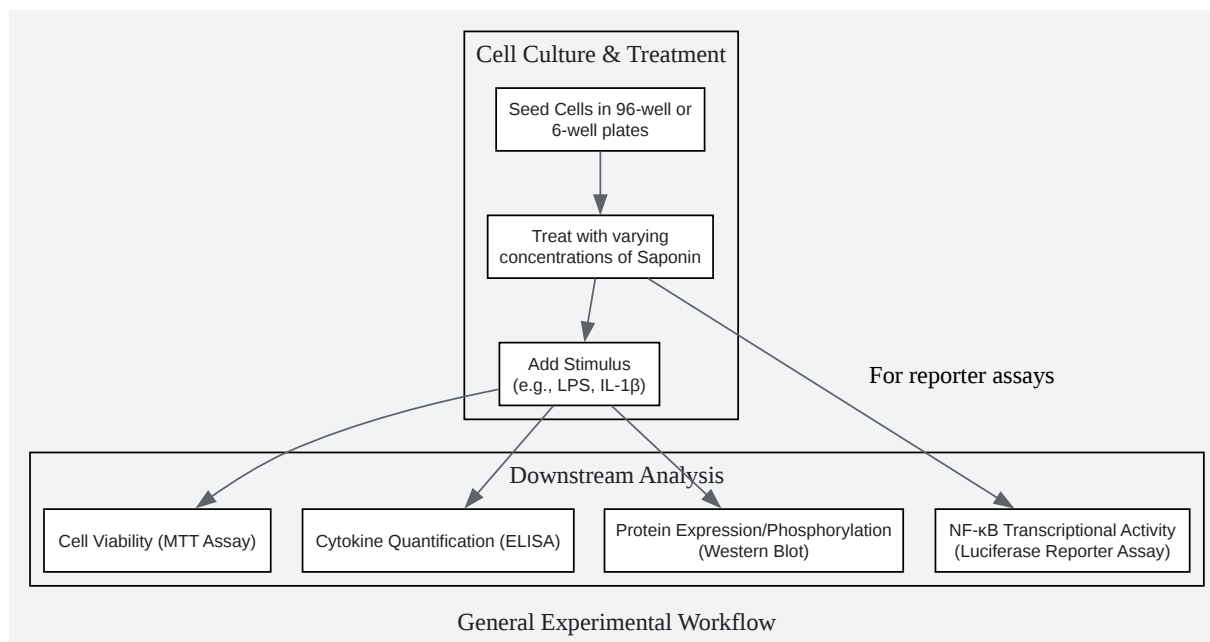 Cell Culture & Treatment
Seed Cells in 96-well or
6-well plates
Treat with varying
concentrations of Saponin
Add Stimulus
(e.g., LPS, IL-1β)
For reporter assays
Downstream Analysis
Cell Viability (MTT Assay)
Cytokine Quantification (ELISA)
Protein Expression/Phosphorylation
(Western Blot)
NF-κB Transcriptional Activity
(Luciferase Reporter Assay)
General Experimental Workflow